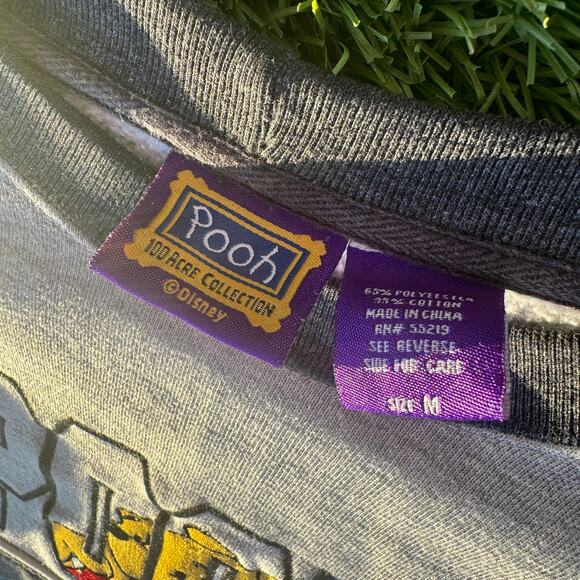 Pooh
100 ACRE COLLECTION
©Disney
65% POLYESTER
35% COTTON
MADE IN CHINA
RN# 55219
SEE REVERSE
SIDE FOR CARE
SIZE M